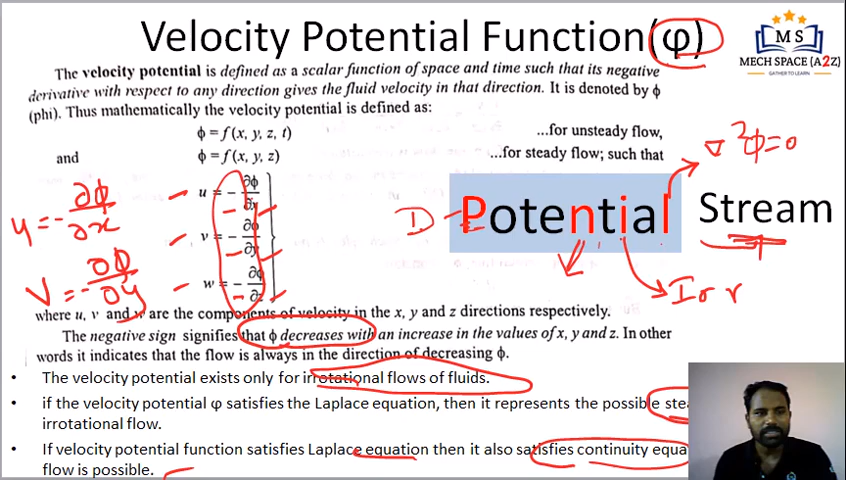 Velocity Potential Function(φ)
MS
MECH SPACE (A2Z)
GATHER TO LEARN
The velocity potential is defined as a scalar function of space and time such that its negative
derivative with respect to any direction gives the fluid velocity in that direction. It is denoted by ϕ
(phi). Thus mathematically the velocity potential is defined as:
ϕ = f(x, y, z, t) ...for unsteady flow,
and ϕ = f(x, y, z) ...for steady flow; such that
∇²ϕ=0
u = - ∂ϕ/∂x
v = - ∂ϕ/∂y
w = - ∂ϕ/∂z
u = - ∂ϕ/∂x
V = - ∂ϕ/∂y
D - Potential Stream
Ior r
where u, v and w are the components of velocity in the x, y and z directions respectively.
The negative sign signifies that ϕ decreases with an increase in the values of x, y and z. In other
words it indicates that the flow is always in the direction of decreasing ϕ.
• The velocity potential exists only for irrotational flows of fluids.
• if the velocity potential φ satisfies the Laplace equation, then it represents the possible stea
irrotational flow.
• If velocity potential function satisfies Laplace equation then it also satisfies continuity equa
flow is possible.